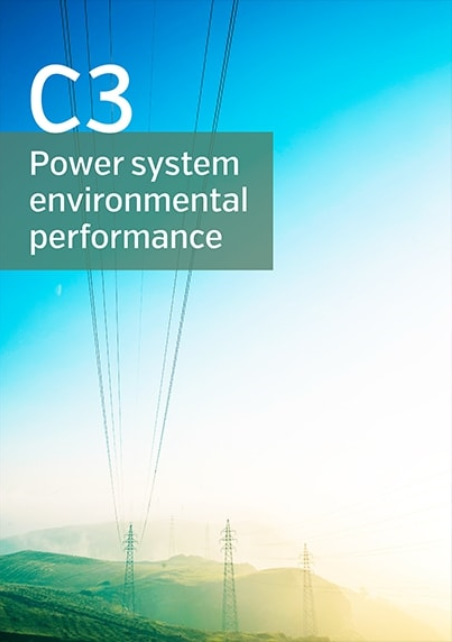 C3
Power system
environmental
performance